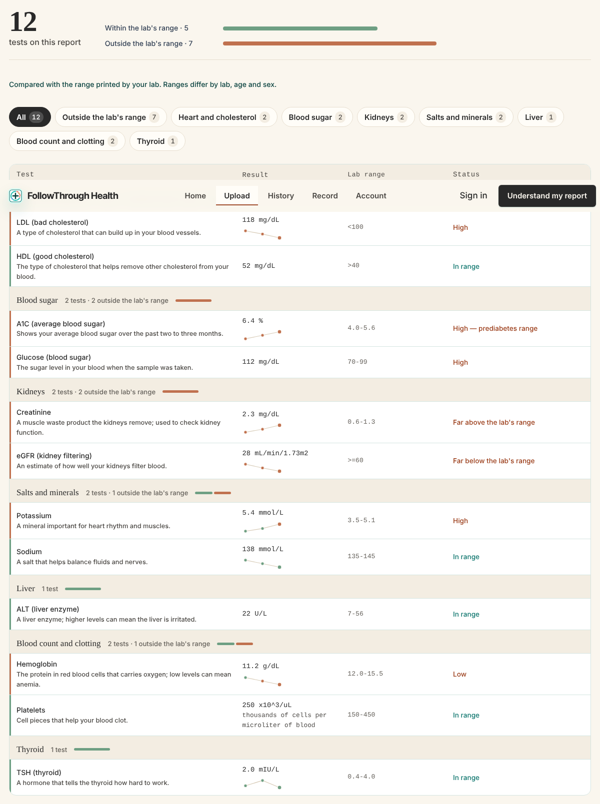 12
tests on this report
Within the lab's range · 5
Outside the lab's range · 7
Compared with the range printed by your lab. Ranges differ by lab, age and sex.
All 12
Outside the lab's range 7
Heart and cholesterol 2
Blood sugar 2
Kidneys 2
Salts and minerals 2
Liver 1
Blood count and clotting 2
Thyroid 1
Test Result Lab range Status
FollowThrough Health Home Upload History Record Account Sign in Understand my report
LDL (bad cholesterol) 118 mg/dL <100 High
A type of cholesterol that can build up in your blood vessels.
HDL (good cholesterol) 52 mg/dL >40 In range
The type of cholesterol that helps remove other cholesterol from your
blood.
Blood sugar 2 tests · 2 outside the lab's range
A1C (average blood sugar) 6.4 % 4.0-5.6 High — prediabetes range
Shows your average blood sugar over the past two to three months.
Glucose (blood sugar) 112 mg/dL 70-99 High
The sugar level in your blood when the sample was taken.
Kidneys 2 tests · 2 outside the lab's range
Creatinine 2.3 mg/dL 0.6-1.3 Far above the lab's range
A muscle waste product the kidneys remove; used to check kidney
function.
eGFR (kidney filtering) 28 mL/min/1.73m2 >=60 Far below the lab's range
An estimate of how well your kidneys filter blood.
Salts and minerals 2 tests · 1 outside the lab's range
Potassium 5.4 mmol/L 3.5-5.1 High
A mineral important for heart rhythm and muscles.
Sodium 138 mmol/L 135-145 In range
A salt that helps balance fluids and nerves.
Liver 1 test
ALT (liver enzyme) 22 U/L 7-56 In range
A liver enzyme; higher levels can mean the liver is irritated.
Blood count and clotting 2 tests · 1 outside the lab's range
Hemoglobin 11.2 g/dL 12.0-15.5 Low
The protein in red blood cells that carries oxygen; low levels can mean
anemia.
Platelets 250 x10^3/uL 150-450 In range
Cell pieces that help your blood clot. thousands of cells per
microliter of blood
Thyroid 1 test
TSH (thyroid) 2.0 mIU/L 0.4-4.0 In range
A hormone that tells the thyroid how hard to work.